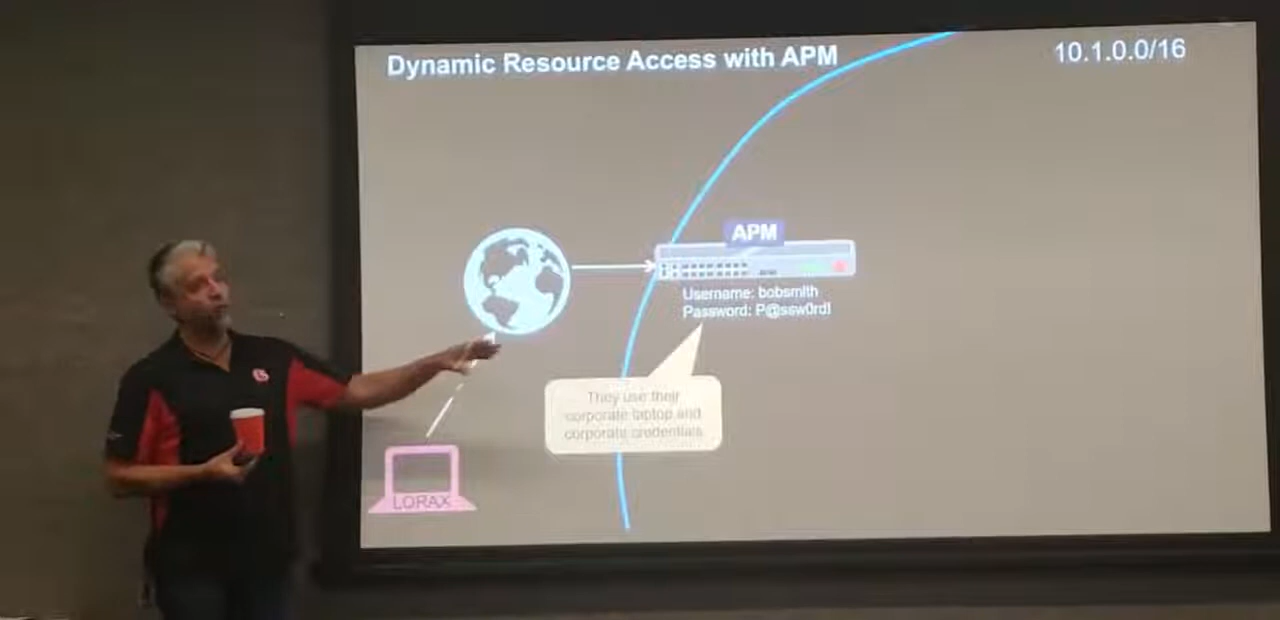 Dynamic Resource Access with APM
10.1.0.0/16
APM
Username: bobsmith
Password: P@ssw0rd!
They use their
corporate laptop and
corporate credentials
LORAX